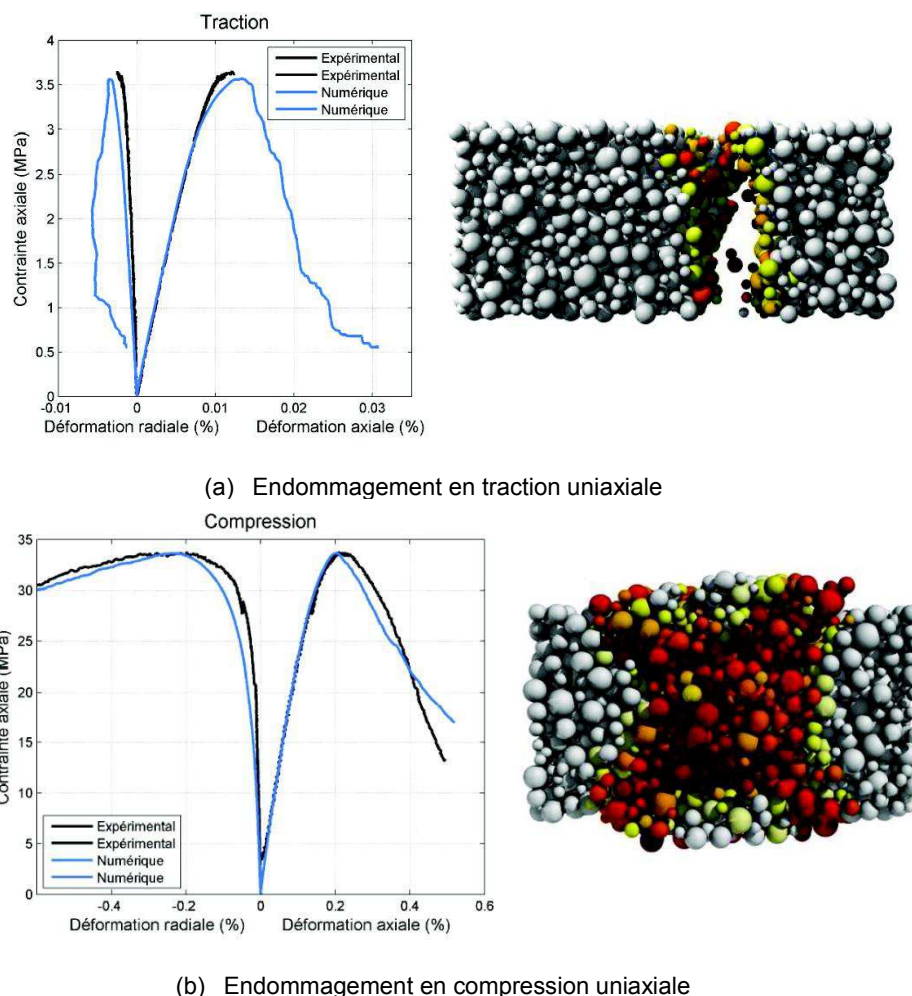 Traction
4
3.5
3
2.5
2
1.5
1
0.5
0
Contrainte axiale (MPa)
Expérimental
Expérimental
Numérique
Numérique
-0.01 0 0.01 0.02 0.03
Déformation radiale (%) Déformation axiale (%)
(a) Endommagement en traction uniaxiale
Compression
35
30
25
20
15
10
5
0
Contrainte axiale (MPa)
Expérimental
Expérimental
Numérique
Numérique
-0.4 -0.2 0 0.2 0.4 0.6
Déformation radiale (%) Déformation axiale (%)
(b) Endommagement en compression uniaxiale